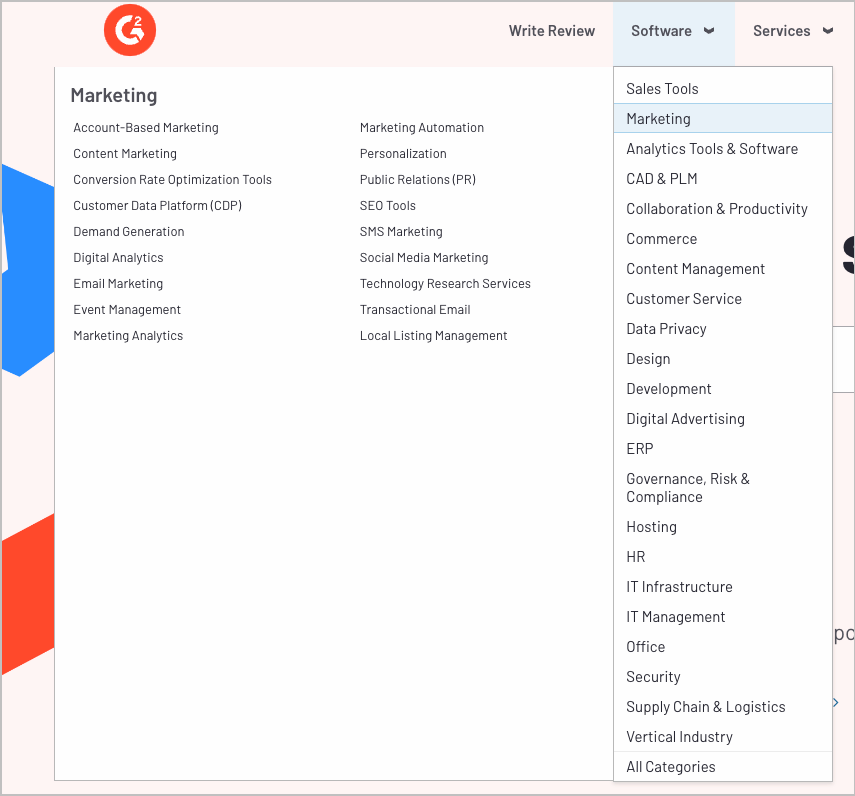 G2
Write Review
Software
Services
Marketing
Account-Based Marketing
Content Marketing
Conversion Rate Optimization Tools
Customer Data Platform (CDP)
Demand Generation
Digital Analytics
Email Marketing
Event Management
Marketing Analytics
Marketing Automation
Personalization
Public Relations (PR)
SEO Tools
SMS Marketing
Social Media Marketing
Technology Research Services
Transactional Email
Local Listing Management
Sales Tools
Marketing
Analytics Tools & Software
CAD & PLM
Collaboration & Productivity
Commerce
Content Management
Customer Service
Data Privacy
Design
Development
Digital Advertising
ERP
Governance, Risk &
Compliance
Hosting
HR
IT Infrastructure
IT Management
Office
Security
Supply Chain & Logistics
Vertical Industry
All Categories